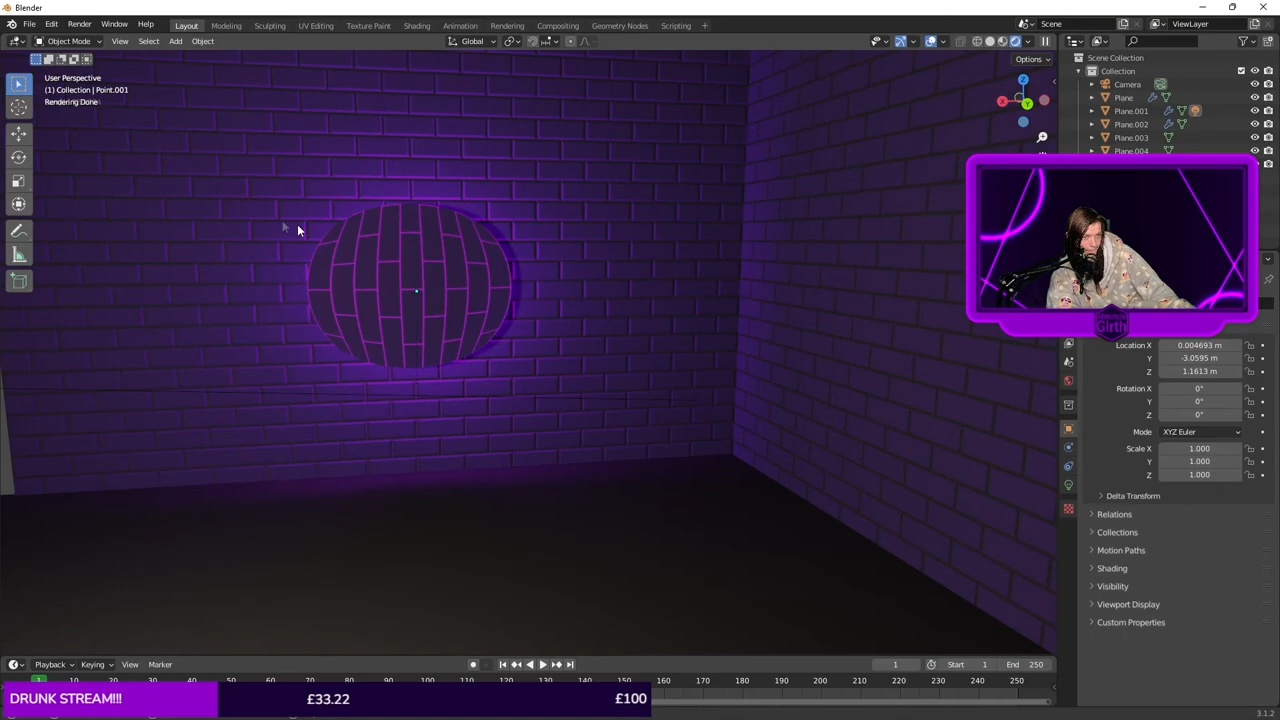 Blender
File Edit Render Window Help Layout Modeling Sculpting UV Editing Texture Paint Shading Animation Rendering Compositing Geometry Nodes Scripting + Scene ViewLayer
Object Mode View Select Add Object Global
Options
User Perspective
(1) Collection | Point.001
Rendering Done
X
Y
Z
Scene Collection
Collection
Camera
Plane
Plane.001
Plane.002
Plane.003
Plane.004
Girth
Location X 0.004693 m
Y -3.0595 m
Z 1.1613 m
Rotation X 0°
Y 0°
Z 0°
Mode XYZ Euler
Scale X 1.000
Y 1.000
Z 1.000
Delta Transform
Relations
Collections
Motion Paths
Shading
Visibility
Viewport Display
Custom Properties
Playback Keying View Marker 1 Start 1 End 250
1 50 60 70 80 90 100 110 120 130 140 150 160 170 180 190 200 210 220 230 240 250
DRUNK STREAM!!! £33.22 £100
3.1.2